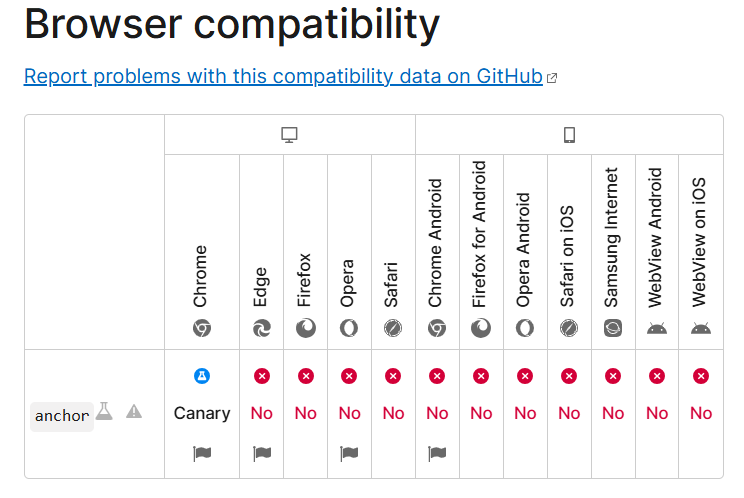 Browser compatibility
Report problems with this compatibility data on GitHub
Chrome
Edge
Firefox
Opera
Safari
Chrome Android
Firefox for Android
Opera Android
Safari on iOS
Samsung Internet
WebView Android
WebView on iOS
anchor
Canary No No No No No No No No No No No